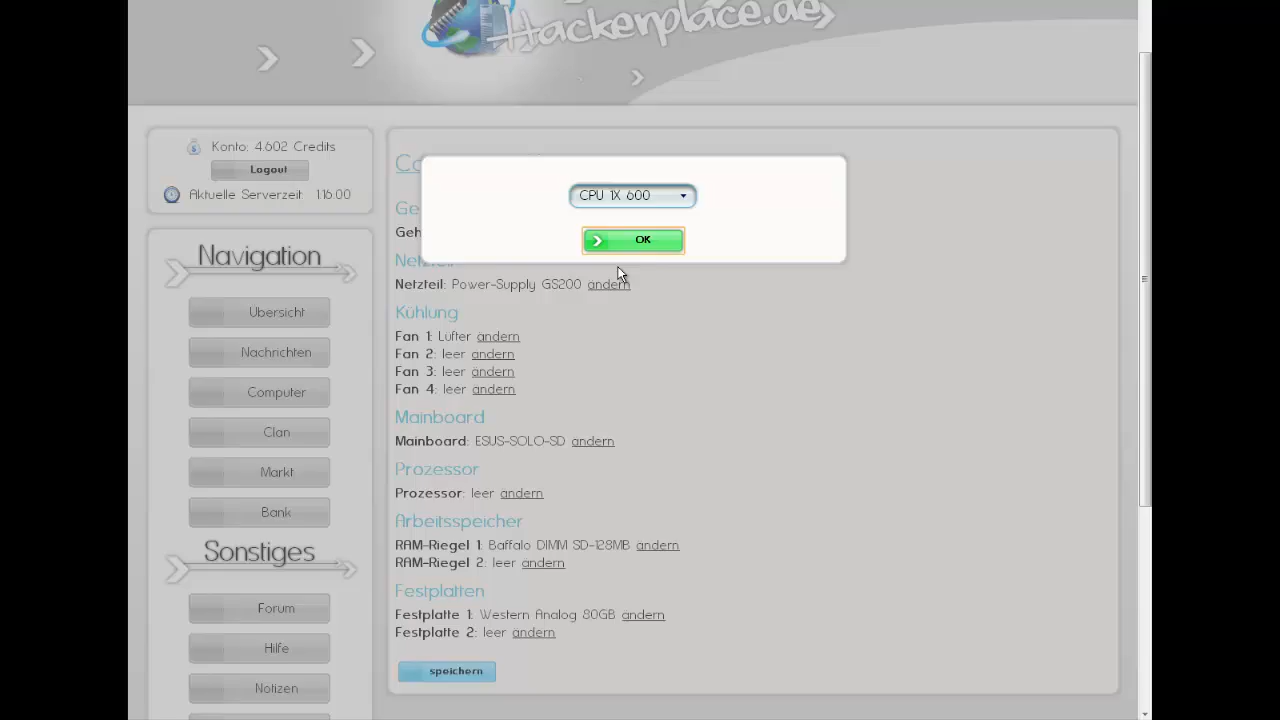 Hackerplace.de
Konto: 4.602 Credits
Logout
Aktuelle Serverzeit 1:16:00
Navigation
Übersicht
Nachrichten
Computer
Clan
Markt
Bank
Sonstiges
Forum
Hilfe
Notizen
Co
CPU 1X 600
OK
Ge
Geh
Netzteil
Netzteil: Power-Supply GS200 ändern
Kühlung
Fan 1: Lüfter ändern
Fan 2: leer ändern
Fan 3: leer ändern
Fan 4: leer ändern
Mainboard
Mainboard: ESUS-SOLO-SD ändern
Prozessor
Prozessor: leer ändern
Arbeitsspeicher
RAM-Riegel 1: Baffalo DIMM SD-128MB ändern
RAM-Riegel 2: leer ändern
Festplatten
Festplatte 1: Western Analog 80GB ändern
Festplatte 2: leer ändern
speichern